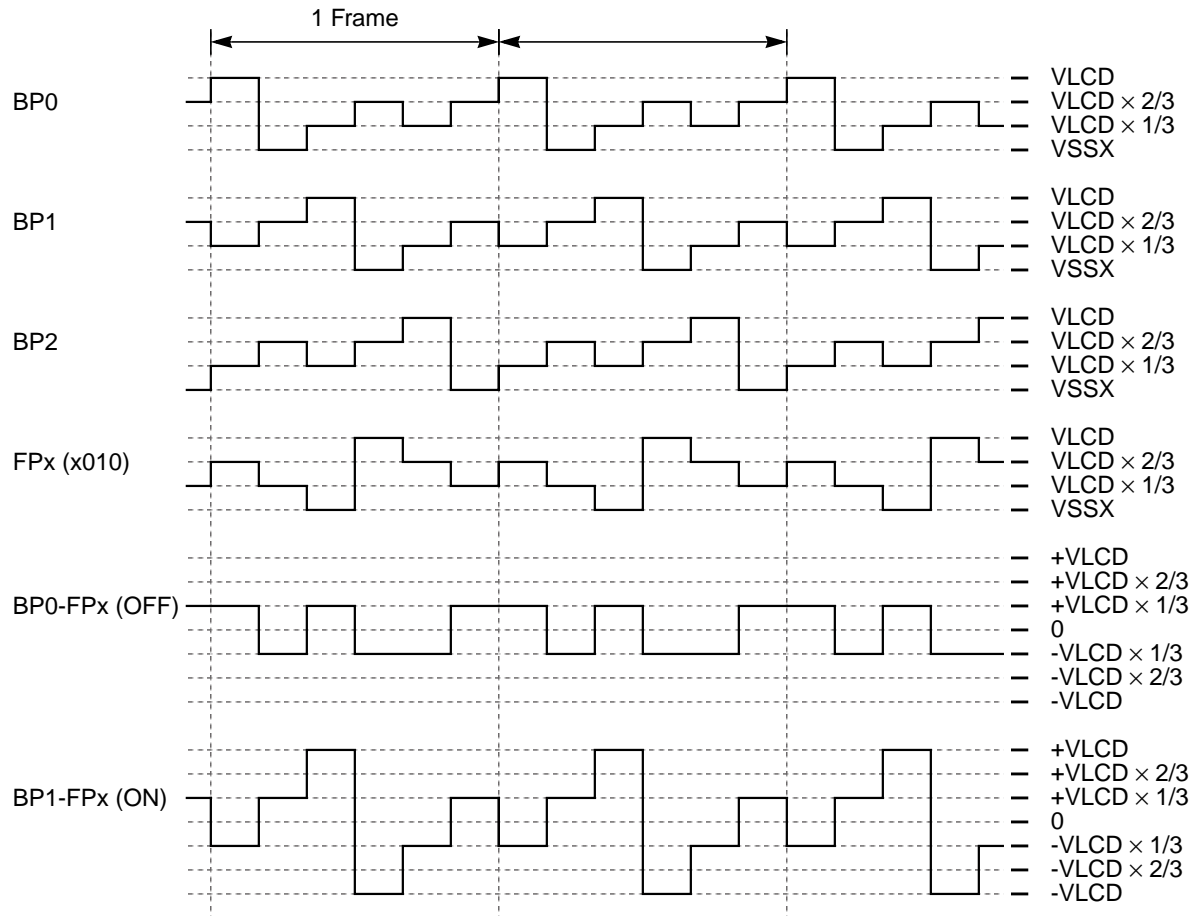 1 Frame
BP0
VLCD
VLCD × 2/3
VLCD × 1/3
VSSX
BP1
VLCD
VLCD × 2/3
VLCD × 1/3
VSSX
BP2
VLCD
VLCD × 2/3
VLCD × 1/3
VSSX
FPx (x010)
VLCD
VLCD × 2/3
VLCD × 1/3
VSSX
BP0-FPx (OFF)
+VLCD
+VLCD × 2/3
+VLCD × 1/3
0
-VLCD × 1/3
-VLCD × 2/3
-VLCD
BP1-FPx (ON)
+VLCD
+VLCD × 2/3
+VLCD × 1/3
0
-VLCD × 1/3
-VLCD × 2/3
-VLCD